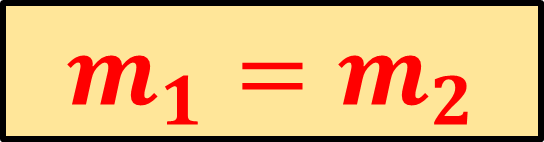 m₁ = m₂